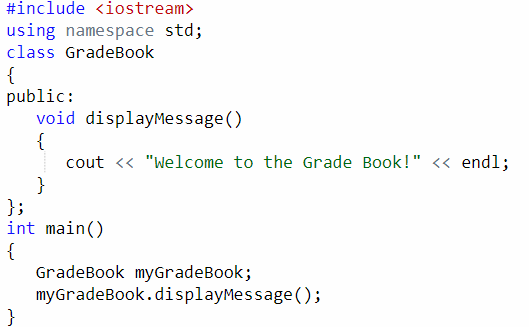 #include <iostream>
using namespace std;
class GradeBook
{
public:
void displayMessage()
{
cout << "Welcome to the Grade Book!" << endl;
}
};
int main()
{
GradeBook myGradeBook;
myGradeBook.displayMessage();
}